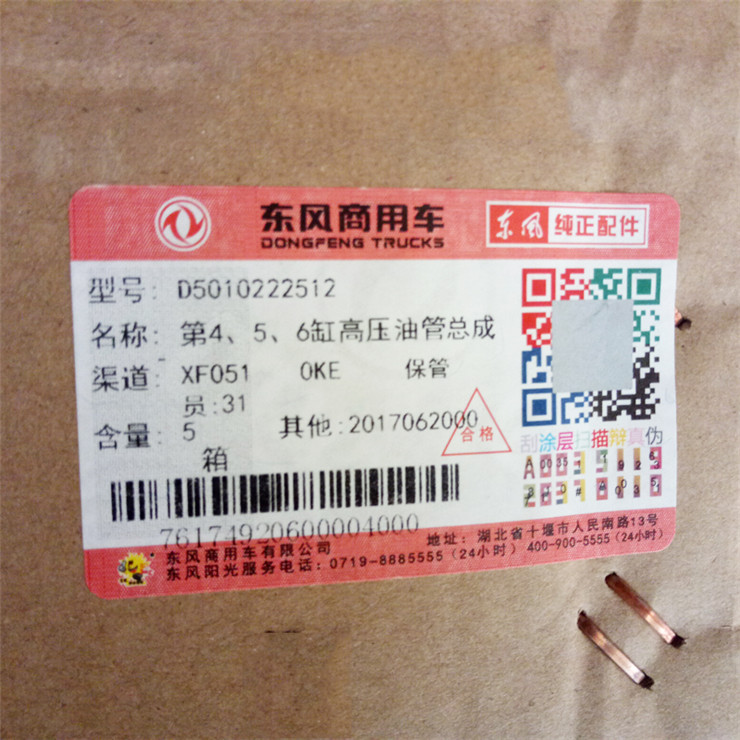 东风商用车
DONGFENG TRUCKS
东风 纯正配件
型号: D5010222512
名称: 第4、5、6缸高压油管总成
渠道: XF051 0KE 保管
员:31
含量: 5 其他:2017062000
箱
合格
刮涂层扫描辩真伪
76174920600004000
东风商用车有限公司 地址: 湖北省十堰市人民南路13号
东风阳光服务电话: 0719-8885555 (24小时) 400-900-5555 (24小时)